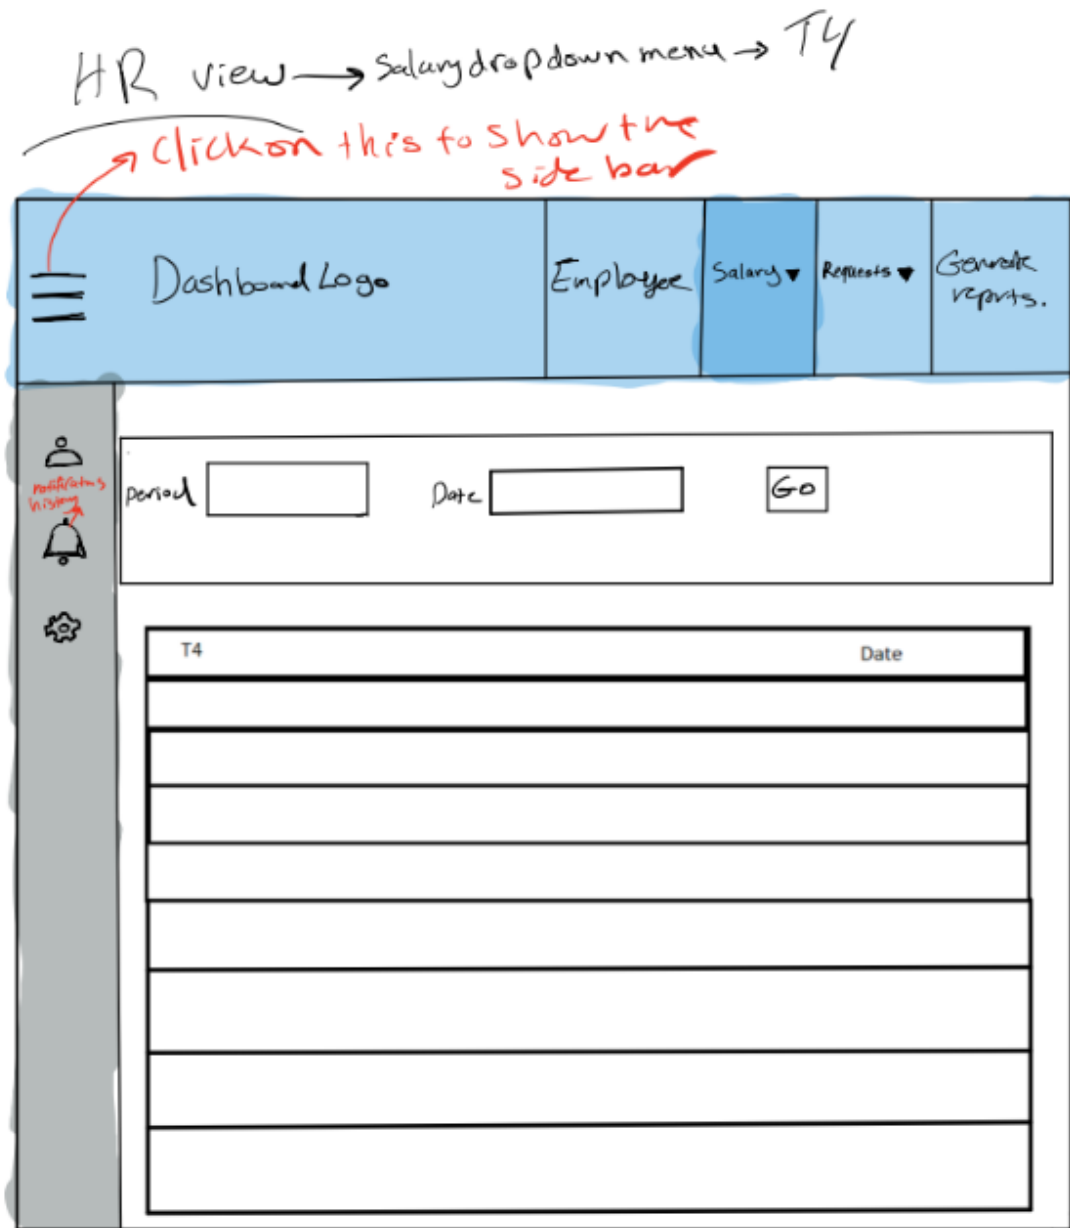 HR view → Salary dropdown menu → T4
Click on this to show the
side bar
Dashboard Logo
Employee
Salary ▼
Requests ▼
Generate
reports.
notifications
history
period
Date
Go
T4
Date